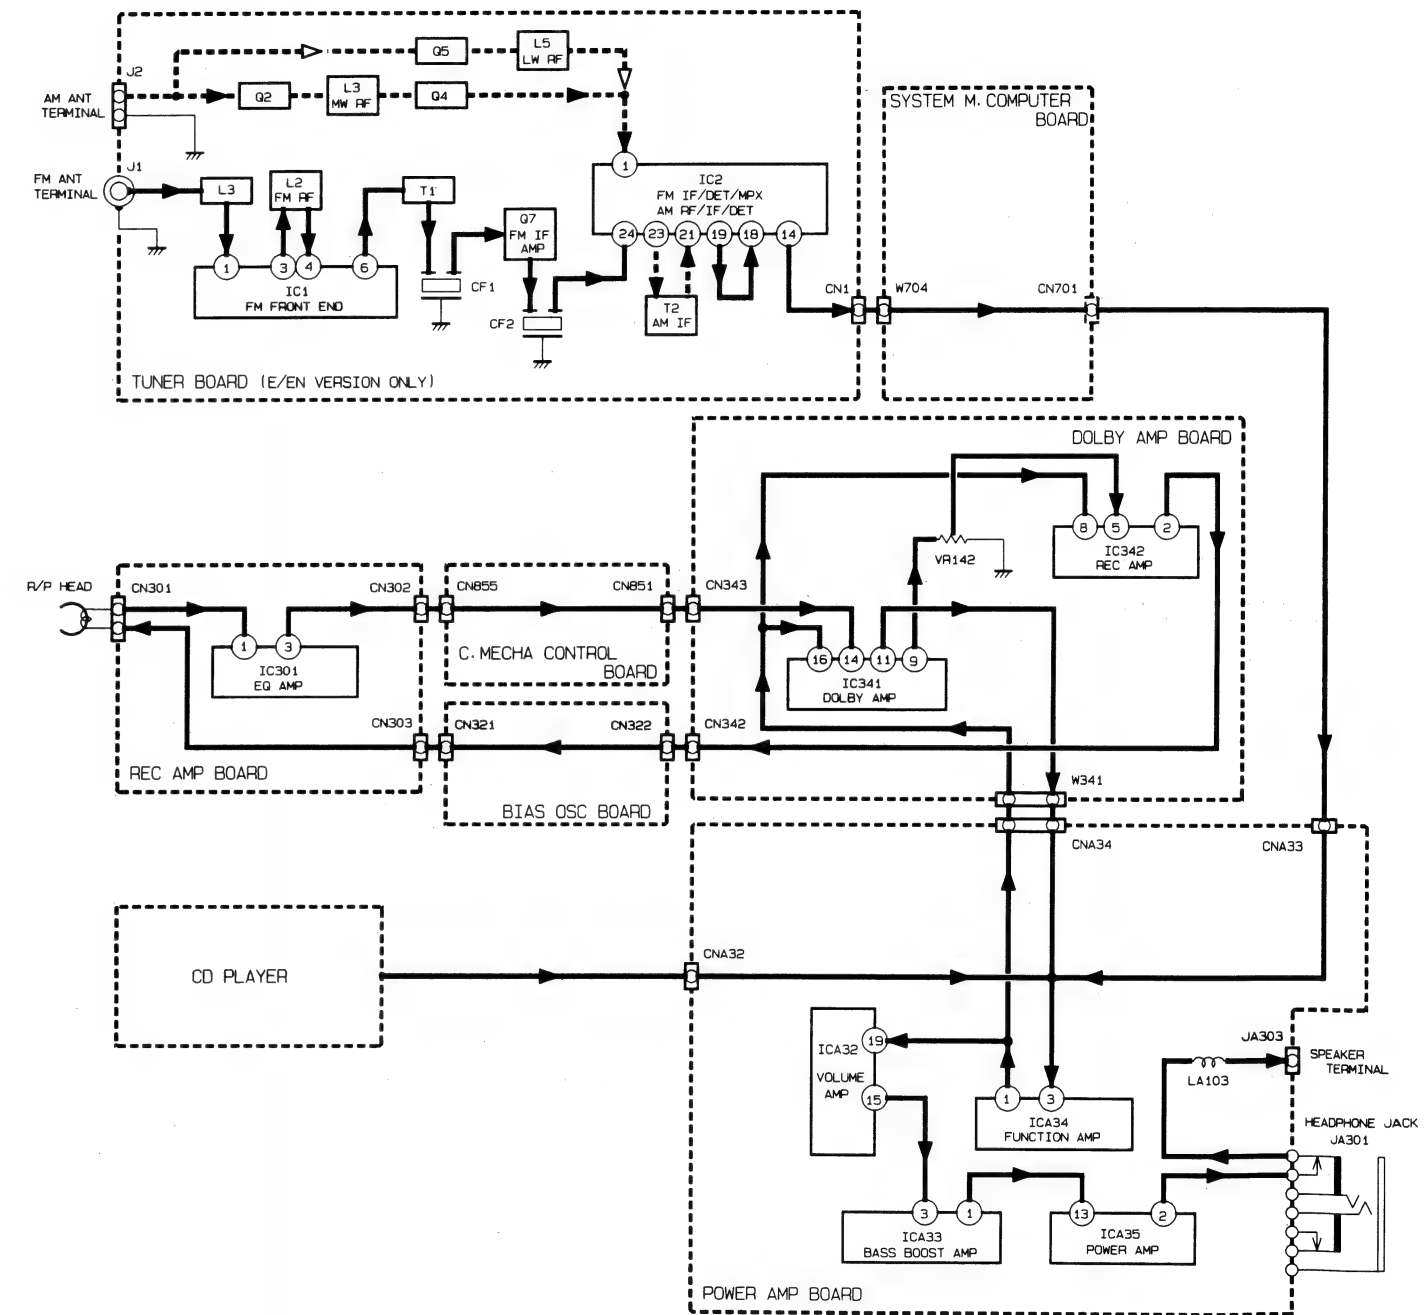 J2
AM ANT
TERMINAL
Q5
L5
LW RF
Q2
L3
MW RF
Q4
SYSTEM M. COMPUTER
BOARD
J1
FM ANT
TERMINAL
L3
L2
FM RF
T1
Q7
FM IF
AMP
1
IC2
FM IF/DET/MPX
AM RF/IF/DET
24
23
21
19
18
14
1
3
4
6
IC1
FM FRONT END
CF1
CF2
T2
AM IF
CN1
W704
CN701
TUNER BOARD (E/EN VERSION ONLY)
DOLBY AMP BOARD
8
5
2
IC342
REC AMP
VR142
R/P HEAD
CN301
CN302
CN855
CN851
CN343
1
3
IC301
EQ AMP
C. MECHA CONTROL
BOARD
16
14
11
9
IC341
DOLBY AMP
CN303
CN321
CN322
CN342
REC AMP BOARD
BIAS OSC BOARD
W341
CNA34
CNA33
CD PLAYER
CNA32
ICA32
VOLUME
AMP
19
15
1
3
ICA34
FUNCTION AMP
JA303
SPEAKER
TERMINAL
LA103
HEADPHONE JACK
JA301
3
1
ICA33
BASS BOOST AMP
13
2
ICA35
POWER AMP
POWER AMP BOARD